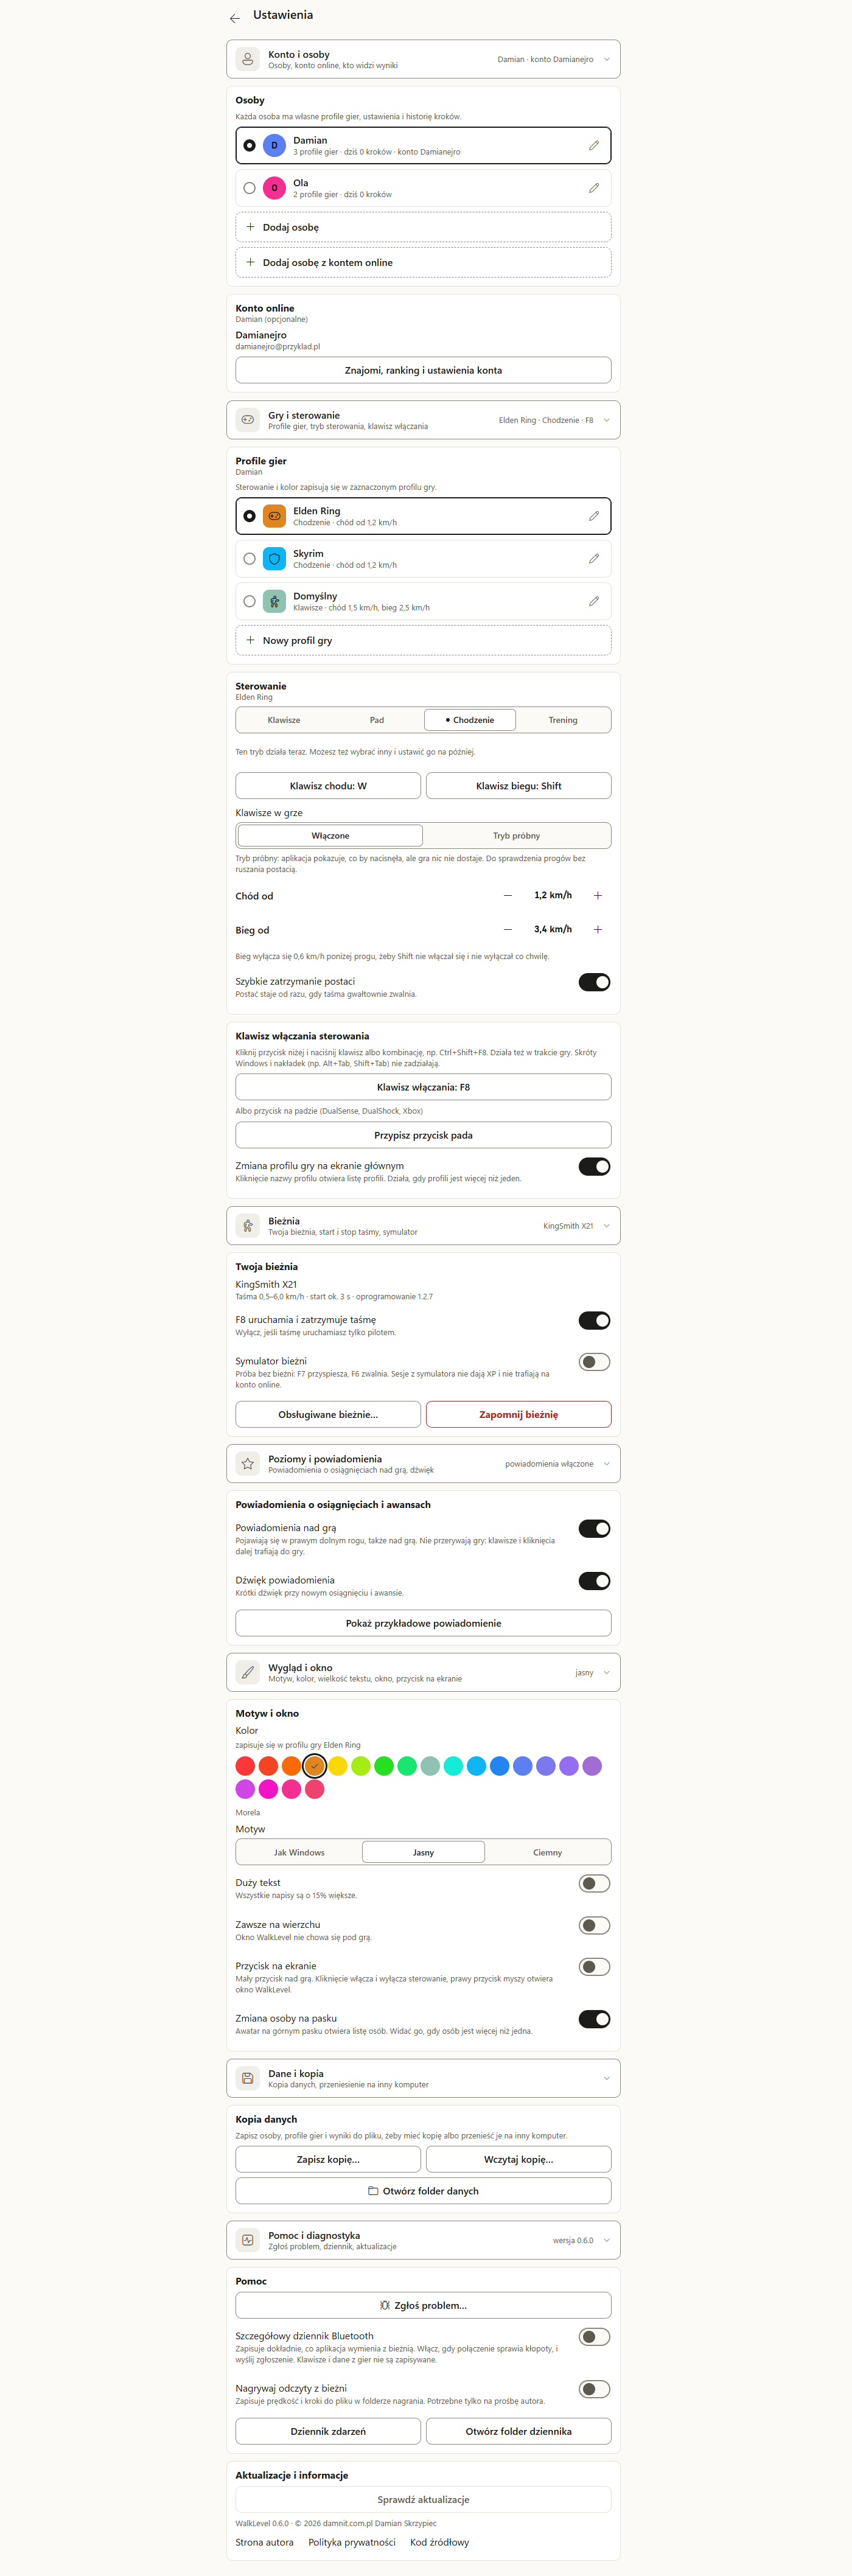 Ustawienia
Konto i osoby
Osoby, konto online, kto widzi wyniki
Damian · konto Damianejro
Osoby
Każda osoba ma własne profile gier, ustawienia i historię kroków.
D
Damian
3 profile gier · dziś 0 kroków · konto Damianejro
O
Ola
2 profile gier · dziś 0 kroków
Dodaj osobę
Dodaj osobę z kontem online
Konto online
Damian (opcjonalne)
Damianejro
damianejro@przyklad.pl
Znajomi, ranking i ustawienia konta
Gry i sterowanie
Profile gier, tryb sterowania, klawisz włączania
Elden Ring · Chodzenie · F8
Profile gier
Damian
Sterowanie i kolor zapisują się w zaznaczonym profilu gry.
Elden Ring
Chodzenie · chód od 1,2 km/h
Skyrim
Chodzenie · chód od 1,2 km/h
Domyślny
Klawisze · chód 1,5 km/h, bieg 2,5 km/h
Nowy profil gry
Sterowanie
Elden Ring
Klawisze
Pad
• Chodzenie
Trening
Ten tryb działa teraz. Możesz też wybrać inny i ustawić go na później.
Klawisz chodu: W
Klawisz biegu: Shift
Klawisze w grze
Włączone
Tryb próbny
Tryb próbny: aplikacja pokazuje, co by nacisnęła, ale gra nic nie dostaje. Do sprawdzenia progów bez
ruszania postacią.
Chód od
1,2 km/h
Bieg od
3,4 km/h
Bieg wyłącza się 0,6 km/h poniżej progu, żeby Shift nie włączał się i nie wyłączał co chwilę.
Szybkie zatrzymanie postaci
Postać staje od razu, gdy taśma gwałtownie zwalnia.
Klawisz włączania sterowania
Kliknij przycisk niżej i naciśnij klawisz albo kombinację, np. Ctrl+Shift+F8. Działa też w trakcie gry. Skróty
Windows i nakładek (np. Alt+Tab, Shift+Tab) nie zadziałają.
Klawisz włączania: F8
Albo przycisk na padzie (DualSense, DualShock, Xbox)
Przypisz przycisk pada
Zmiana profilu gry na ekranie głównym
Kliknięcie nazwy profilu otwiera listę profili. Działa, gdy profili jest więcej niż jeden.
Bieżnia
Twoja bieżnia, start i stop taśmy, symulator
KingSmith X21
Twoja bieżnia
KingSmith X21
Taśma 0,5–6,0 km/h · start ok. 3 s · oprogramowanie 1.2.7
F8 uruchamia i zatrzymuje taśmę
Wyłącz, jeśli taśmę uruchamiasz tylko pilotem.
Symulator bieżni
Próba bez bieżni: F7 przyspiesza, F6 zwalnia. Sesje z symulatora nie dają XP i nie trafiają na
konto online.
Obsługiwane bieżnie...
Zapomnij bieżnię
Poziomy i powiadomienia
Powiadomienia o osiągnięciach nad grą, dźwięk
powiadomienia włączone
Powiadomienia o osiągnięciach i awansach
Powiadomienia nad grą
Pojawiają się w prawym dolnym rogu, także nad grą. Nie przerywają gry: klawisze i kliknięcia
dalej trafiają do gry.
Dźwięk powiadomienia
Krótki dźwięk przy nowym osiągnięciu i awansie.
Pokaż przykładowe powiadomienie
Wygląd i okno
Motyw, kolor, wielkość tekstu, okno, przycisk na ekranie
jasny
Motyw i okno
Kolor
zapisuje się w profilu gry Elden Ring
Morela
Motyw
Jak Windows
Jasny
Ciemny
Duży tekst
Wszystkie napisy są o 15% większe.
Zawsze na wierzchu
Okno WalkLevel nie chowa się pod grą.
Przycisk na ekranie
Mały przycisk nad grą. Kliknięcie włącza i wyłącza sterowanie, prawy przycisk myszy otwiera
okno WalkLevel.
Zmiana osoby na pasku
Awatar na górnym pasku otwiera listę osób. Widać go, gdy osób jest więcej niż jedna.
Dane i kopia
Kopia danych, przeniesienie na inny komputer
Kopia danych
Zapisz osoby, profile gier i wyniki do pliku, żeby mieć kopię albo przenieść je na inny komputer.
Zapisz kopię...
Wczytaj kopię...
Otwórz folder danych
Pomoc i diagnostyka
Zgłoś problem, dziennik, aktualizacje
wersja 0.6.0
Pomoc
Zgłoś problem...
Szczegółowy dziennik Bluetooth
Zapisuje dokładnie, co aplikacja wymienia z bieżnią. Włącz, gdy połączenie sprawia kłopoty, i
wyślij zgłoszenie. Klawisze i dane z gier nie są zapisywane.
Nagrywaj odczyty z bieżni
Zapisuje prędkość i kroki do pliku w folderze nagrania. Potrzebne tylko na prośbę autora.
Dziennik zdarzeń
Otwórz folder dziennika
Aktualizacje i informacje
Sprawdź aktualizacje
WalkLevel 0.6.0 · © 2026 damnit.com.pl Damian Skrzypiec
Strona autora
Polityka prywatności
Kod źródłowy